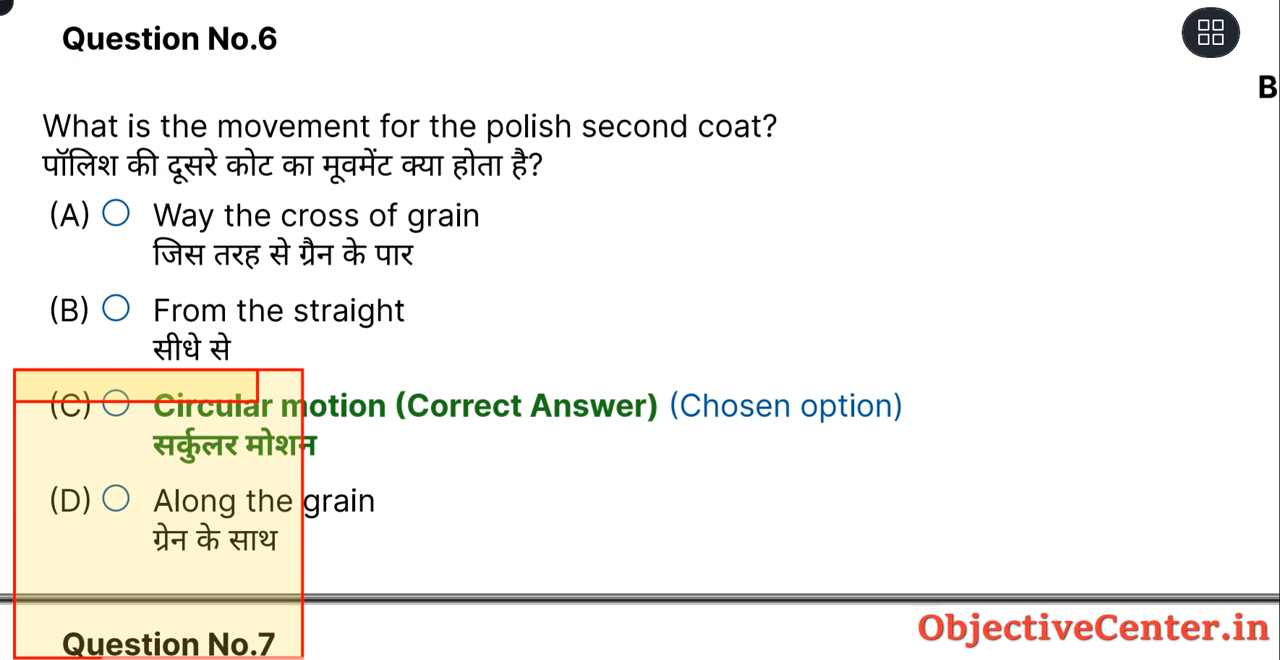 Question No.6
B
What is the movement for the polish second coat?
पॉलिश की दूसरे कोट का मूवमेंट क्या होता है?
(A) Way the cross of grain
जिस तरह से ग्रैन के पार
(B) From the straight
सीधे से
(C) Circular motion (Correct Answer) (Chosen option)
सर्कुलर मोशन
(D) Along the grain
ग्रेन के साथ
ObjectiveCenter.in
Question No.7